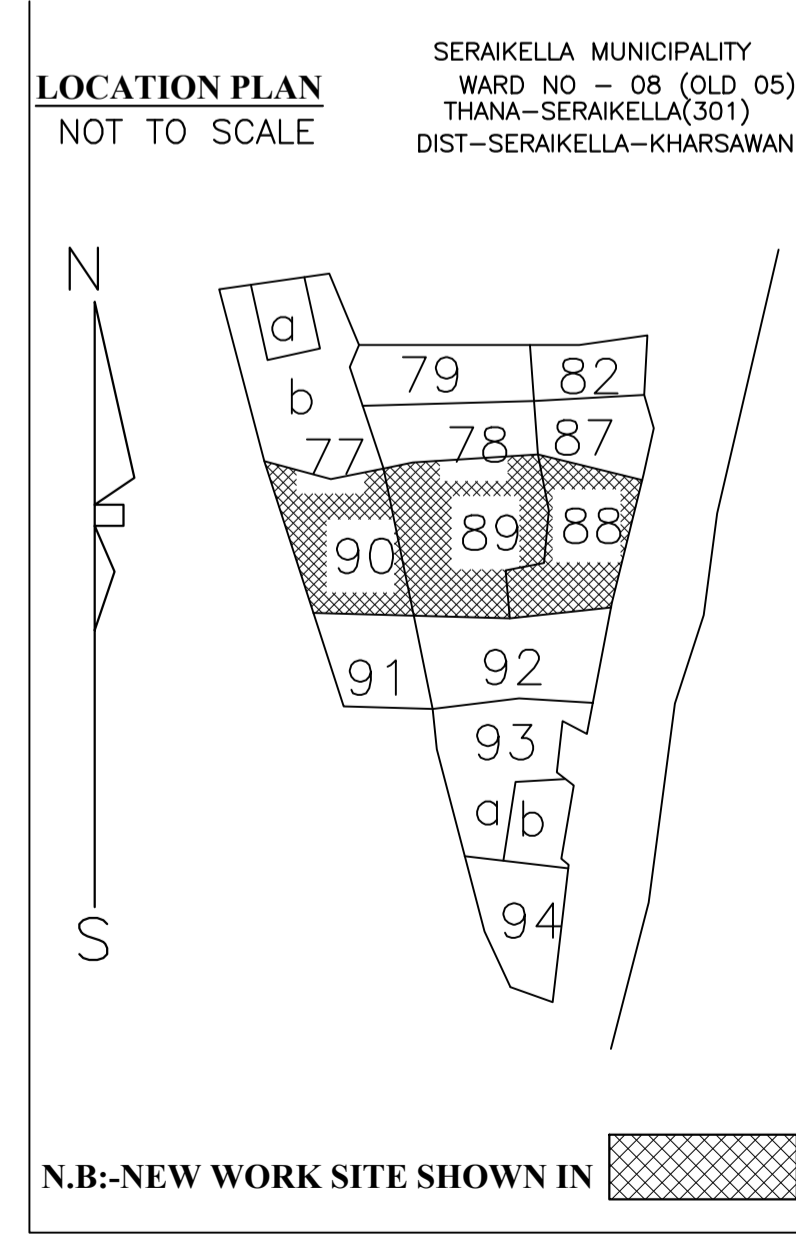 LOCATION PLAN
NOT TO SCALE
SERAIKELLA MUNICIPALITY
WARD NO - 08 (OLD 05)
THANA-SERAIKELLA(301)
DIST-SERAIKELLA-KHARSAWAN
N
a
b
77
79
82
78
87
90
89
88
91
92
93
a
b
94
S
N.B:-NEW WORK SITE SHOWN IN